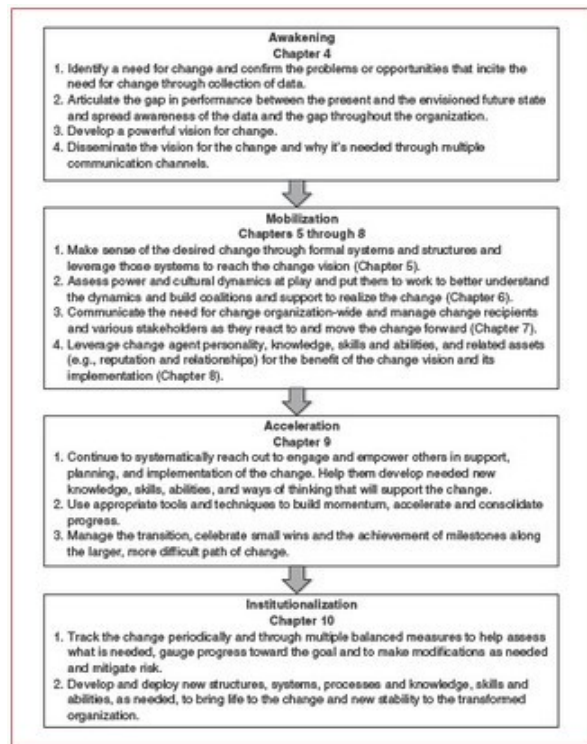 Awakening
Chapter 4
1. Identify a need for change and confirm the problems or opportunities that incite the
need for change through collection of data.
2. Articulate the gap in performance between the present and the envisioned future state
and spread awareness of the data and the gap throughout the organization.
3. Develop a powerful vision for change.
4. Disseminate the vision for the change and why it's needed through multiple
communication channels.
Mobilization
Chapters 5 through 8
1. Make sense of the desired change through formal systems and structures and
leverage those systems to reach the change vision (Chapter 5).
2. Assess power and cultural dynamics at play and put them to work to better understand
the dynamics and build coalitions and support to realize the change (Chapter 6).
3. Communicate the need for change organization-wide and manage change recipients
and various stakeholders as they react to and move the change forward (Chapter 7).
4. Leverage change agent personality, knowledge, skills and abilities, and related assets
(e.g., reputation and relationships) for the benefit of the change vision and its
implementation (Chapter 8).
Acceleration
Chapter 9
1. Continue to systematically reach out to engage and empower others in support,
planning, and implementation of the change. Help them develop needed new
knowledge, skills, abilities, and ways of thinking that will support the change.
2. Use appropriate tools and techniques to build momentum, accelerate and consolidate
progress.
3. Manage the transition, celebrate small wins and the achievement of milestones along
the larger, more difficult path of change.
Institutionalization
Chapter 10
1. Track the change periodically and through multiple balanced measures to help assess
what is needed, gauge progress toward the goal and to make modifications as needed
and mitigate risk.
2. Develop and deploy new structures, systems, processes and knowledge, skills and
abilities, as needed, to bring life to the change and new stability to the transformed
organization.